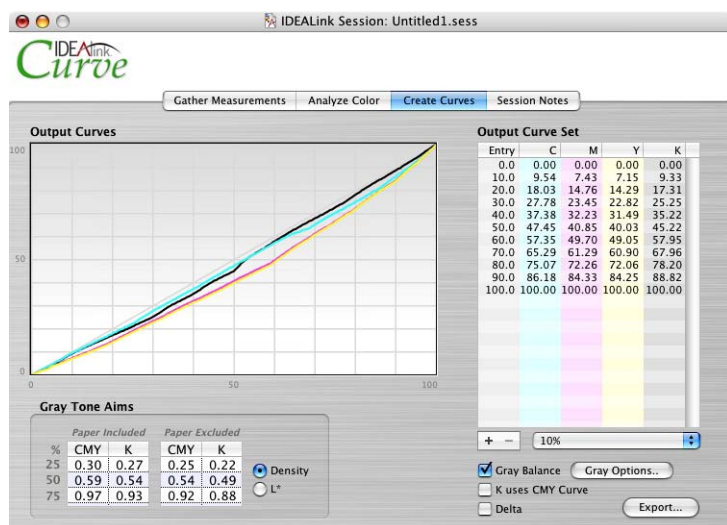 IDEALink Session: Untitled1.sess
IDEAlink
Curve
Gather Measurements Analyze Color Create Curves Session Notes
Output Curves
100
50
0
0 50 100
Output Curve Set
Entry C M Y K
0.0 0.00 0.00 0.00 0.00
10.0 9.54 7.43 7.15 9.33
20.0 18.03 14.76 14.29 17.31
30.0 27.78 23.45 22.82 25.25
40.0 37.38 32.23 31.49 35.22
50.0 47.45 40.85 40.03 45.22
60.0 57.35 49.70 49.05 57.95
70.0 65.29 61.29 60.90 67.96
80.0 75.07 72.26 72.06 78.20
90.0 86.18 84.33 84.25 88.82
100.0 100.00 100.00 100.00 100.00
+ − 10%
Gray Balance Gray Options..
K uses CMY Curve
Delta Export...
Gray Tone Aims
Paper Included Paper Excluded
% CMY K CMY K
25 0.30 0.27 0.25 0.22
50 0.59 0.54 0.54 0.49
75 0.97 0.93 0.92 0.88
Density
L*